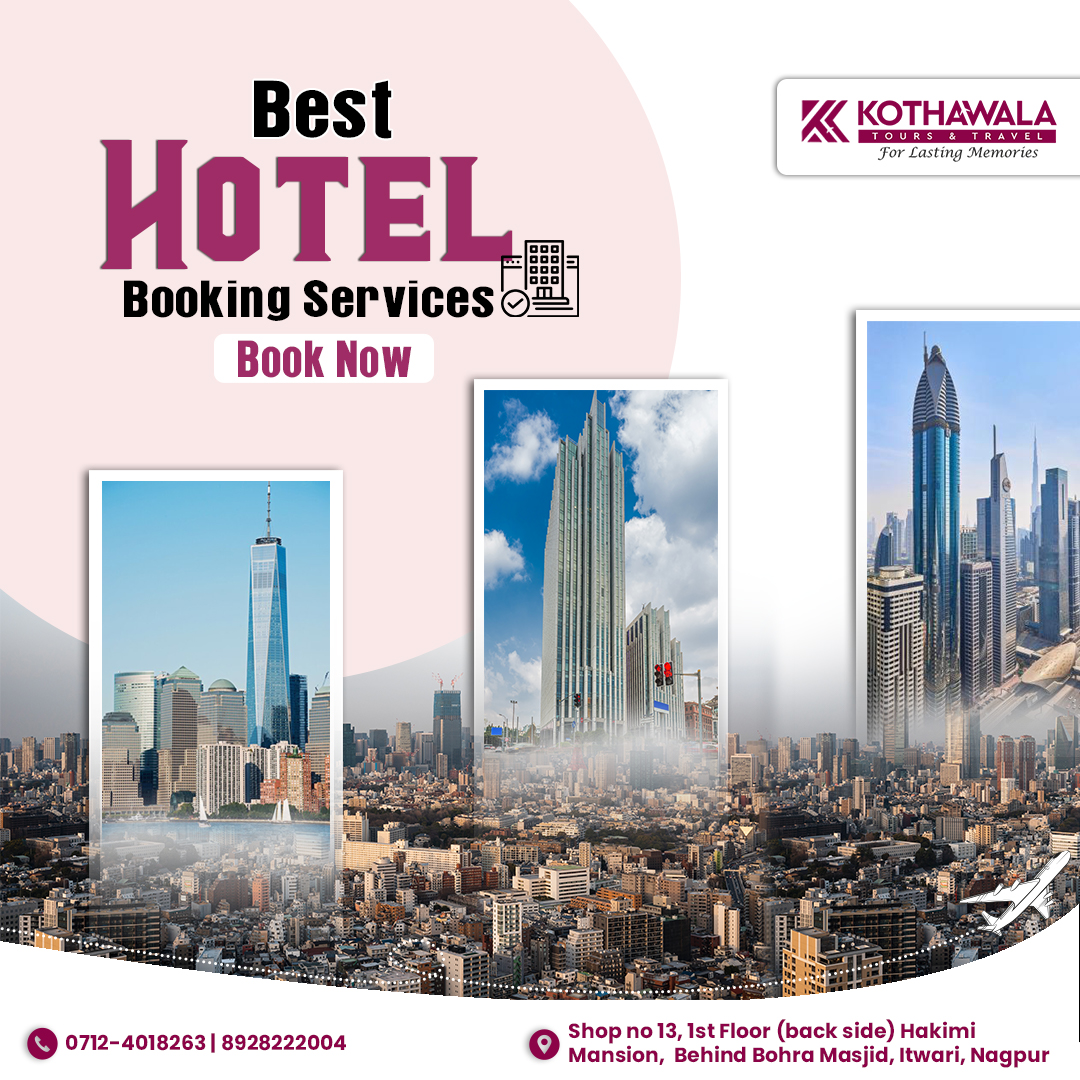 Best
HOTEL
Booking Services
Book Now
KOTHAWALA
TOURS & TRAVEL
For Lasting Memories
0712-4018263 | 8928222004
Shop no 13, 1st Floor (back side) Hakimi
Mansion, Behind Bohra Masjid, Itwari, Nagpur